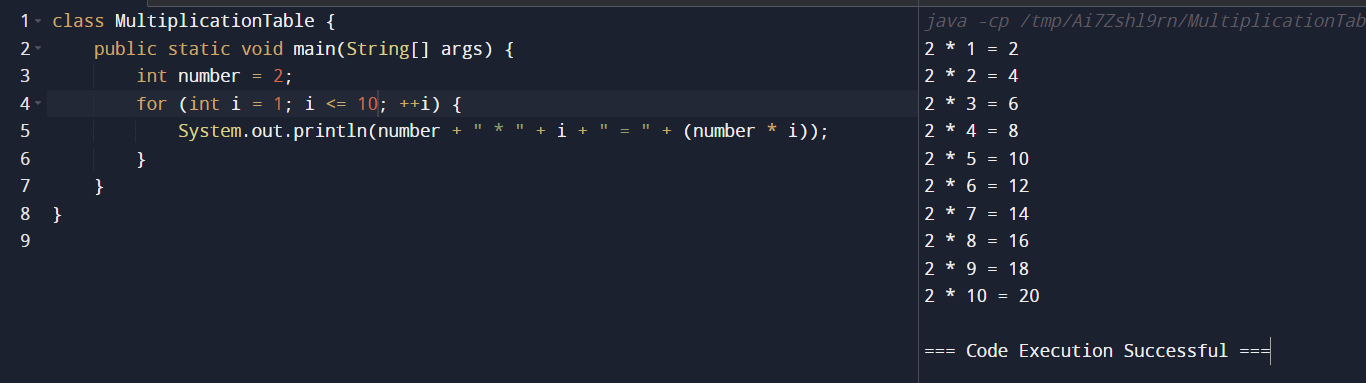 1 class MultiplicationTable {
2 public static void main(String[] args) {
3 int number = 2;
4 for (int i = 1; i <= 10; ++i) {
5 System.out.println(number + " * " + i + " = " + (number * i));
6 }
7 }
8 }
9
java -cp /tmp/Ai7Zshl9rn/MultiplicationTab
2 * 1 = 2
2 * 2 = 4
2 * 3 = 6
2 * 4 = 8
2 * 5 = 10
2 * 6 = 12
2 * 7 = 14
2 * 8 = 16
2 * 9 = 18
2 * 10 = 20
=== Code Execution Successful ===